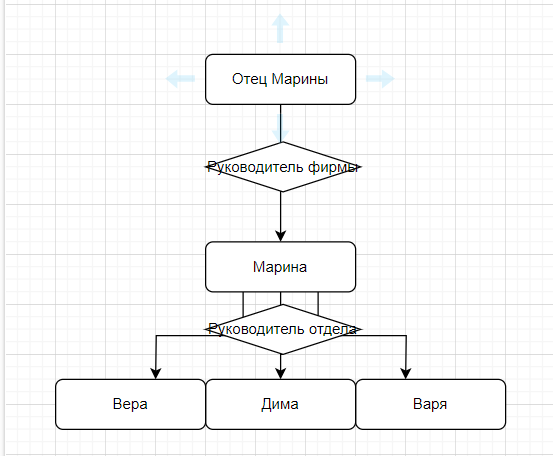 Отец Марины
Руководитель фирмы
Марина
Руководитель отдела
Вера
Дима
Варя